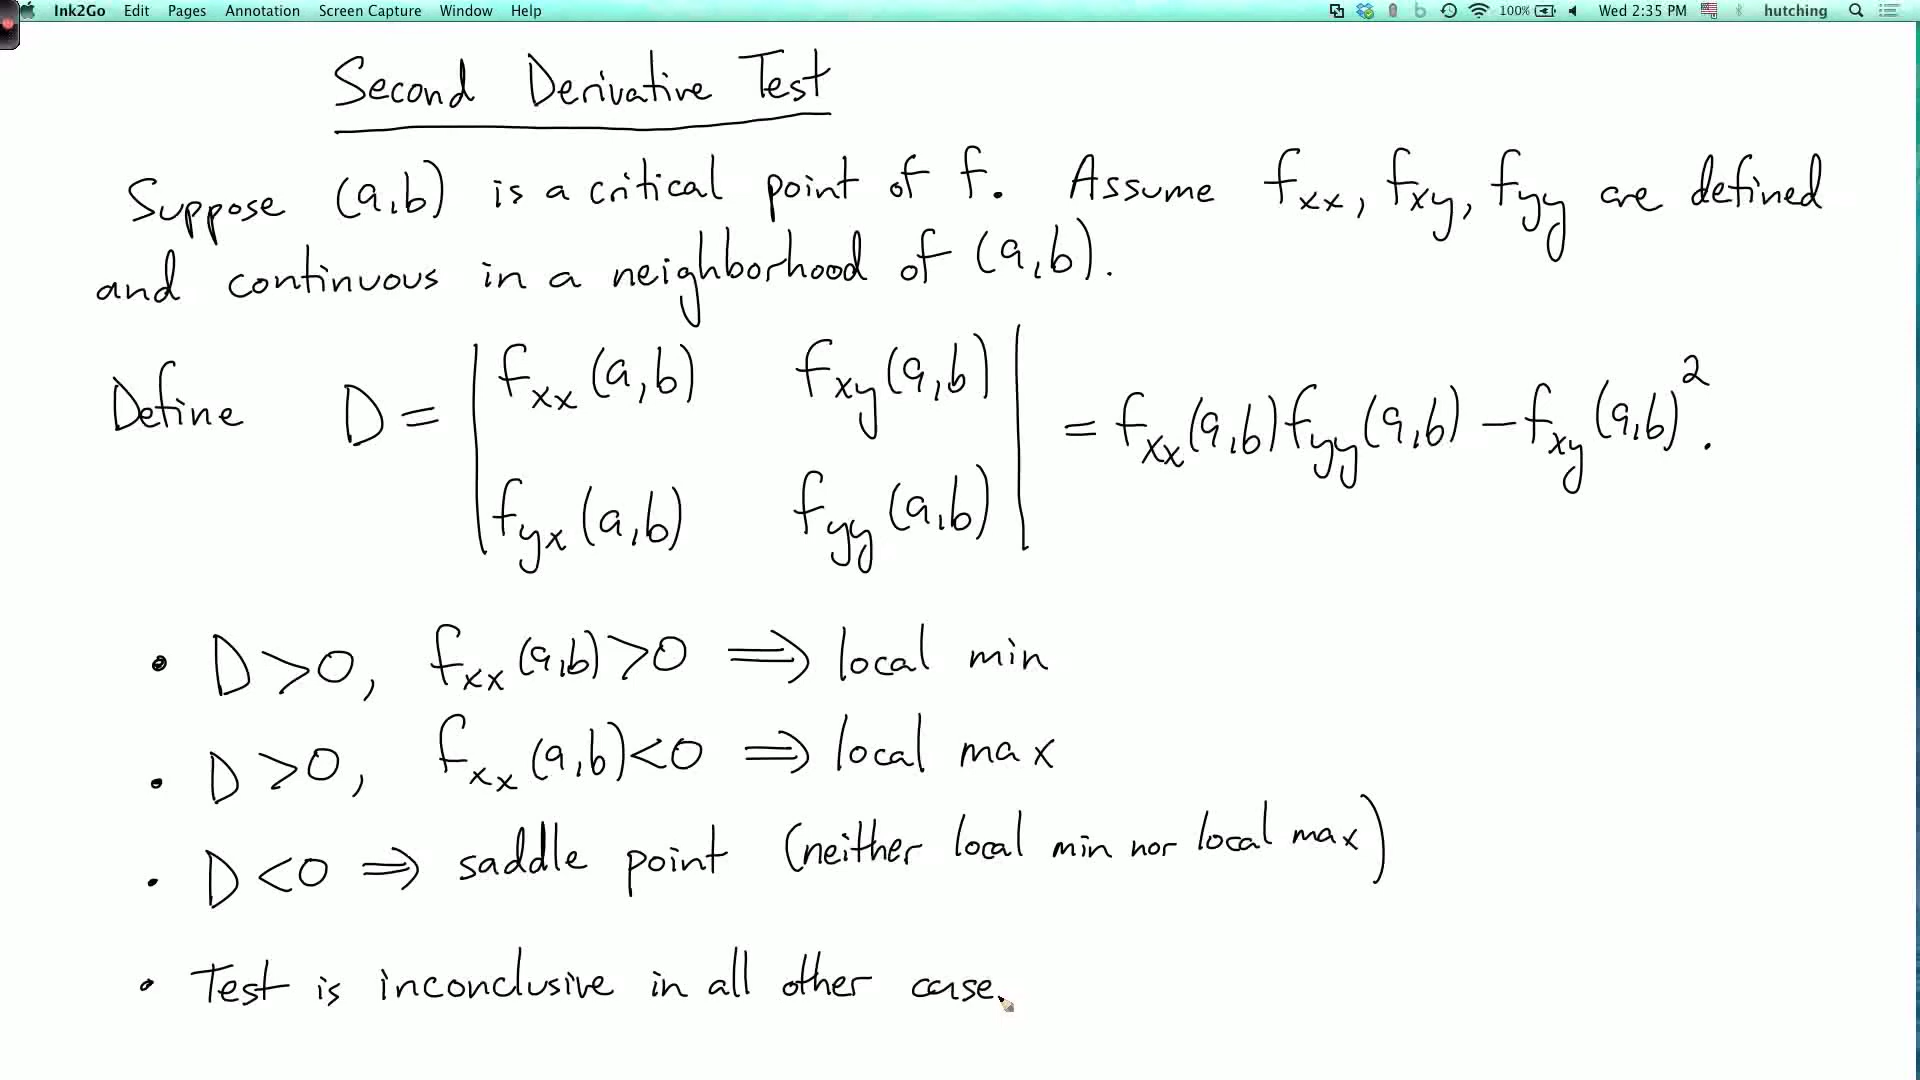 Ink2Go Edit Pages Annotation Screen Capture Window Help 100% Wed 2:35 PM hutching
Second Derivative Test
Suppose (a,b) is a critical point of f. Assume fxx, fxy, fyy are defined
and continuous in a neighborhood of (a,b).
Define D = | fxx(a,b) fxy(a,b) | = fxx(a,b) fyy(a,b) − fxy(a,b)².
| fyx(a,b) fyy(a,b) |
• D>0, fxx(a,b)>0 ⟹ local min
• D>0, fxx(a,b)<0 ⟹ local max
• D<0 ⟹ saddle point (neither local min nor local max)
• Test is inconclusive in all other case